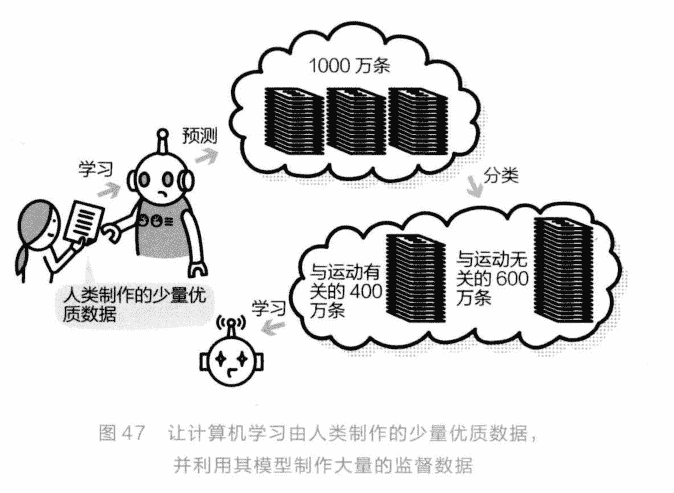 1000 万条
预测
学习
人类制作的少量优
质数据
分类
与运动有
关的 400
万条
与运动无
关的 600
万条
学习
图 47 让计算机学习由人类制作的少量优质数据，
并利用其模型制作大量的监督数据